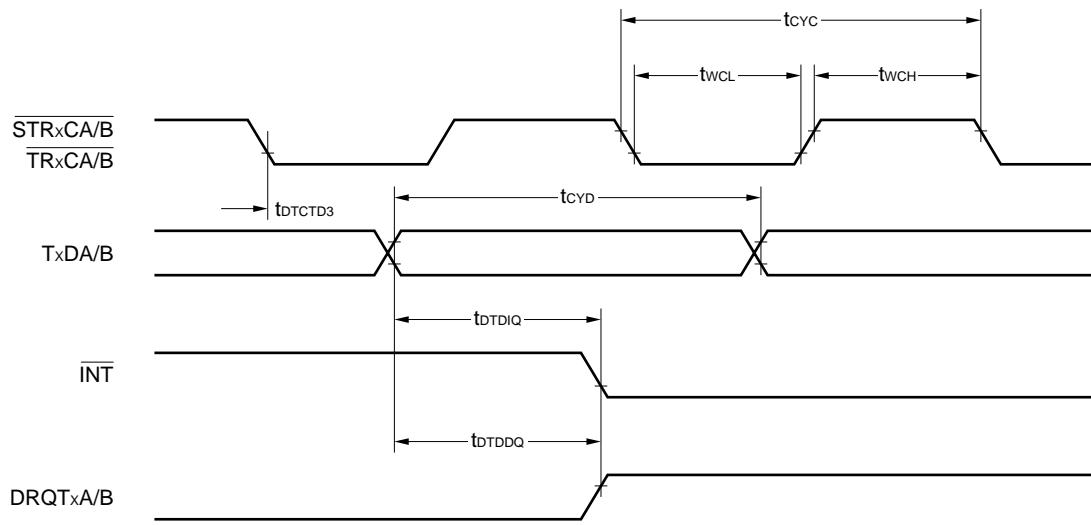 tCYC
tWCL
tWCH
STRxCA/B
TRxCA/B
tCYD
tDTCTD3
TxDA/B
tDTDIQ
INT
tDTDDQ
DRQTxA/B